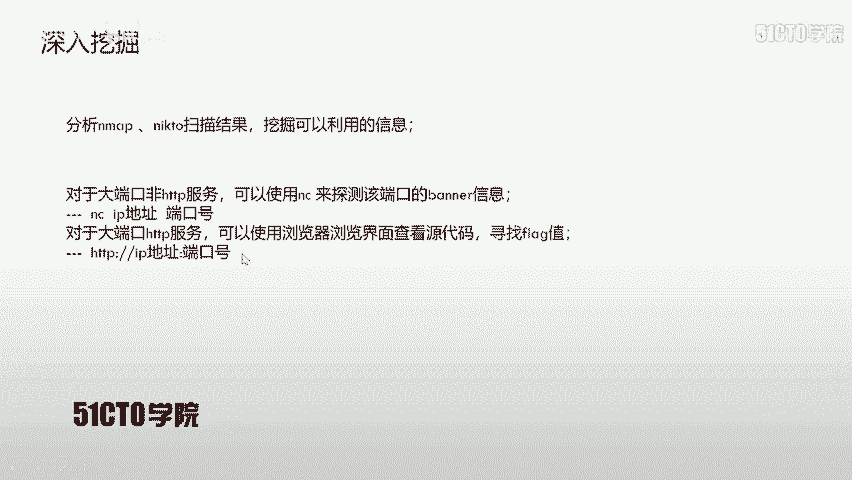 深入挖掘
51CTO学院
分析nmap 、nikto扫描结果，挖掘可以利用的信息；
对于大端口非http服务，可以使用nc 来探测该端口的banner信息；
--- nc ip地址 端口号
对于大端口http服务，可以使用浏览器浏览界面查看源代码，寻找flag值；
--- http://ip地址:端口号
51CTO学院